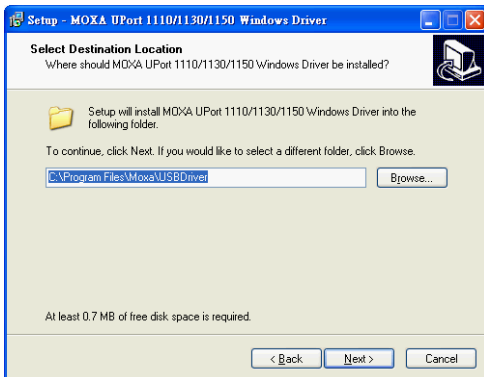 Setup - MOXA UPort 1110/1130/1150 Windows Driver
Select Destination Location
Where should MOXA UPort 1110/1130/1150 Windows Driver be installed?
Setup will install MOXA UPort 1110/1130/1150 Windows Driver into the
following folder.
To continue, click Next. If you would like to select a different folder, click Browse.
C:\Program Files\Moxa\USBDriver
Browse...
At least 0.7 MB of free disk space is required.
< Back
Next >
Cancel